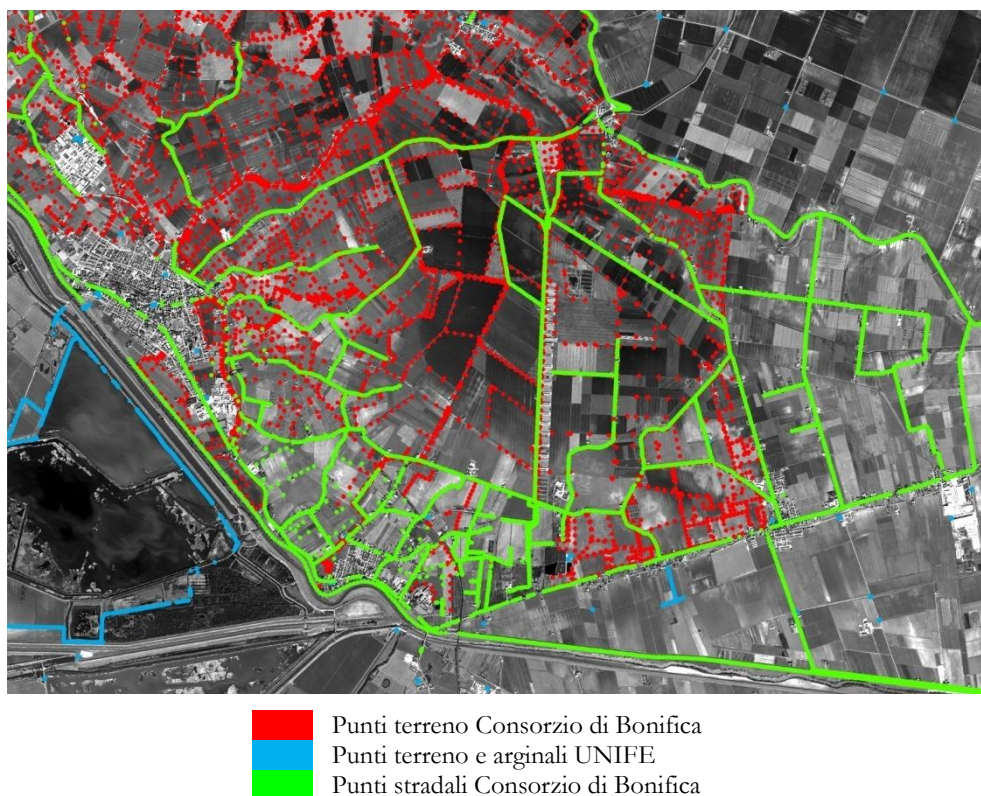 Punti terreno Consorzio di Bonifica
Punti terreno e arginali UNIFE
Punti stradali Consorzio di Bonifica